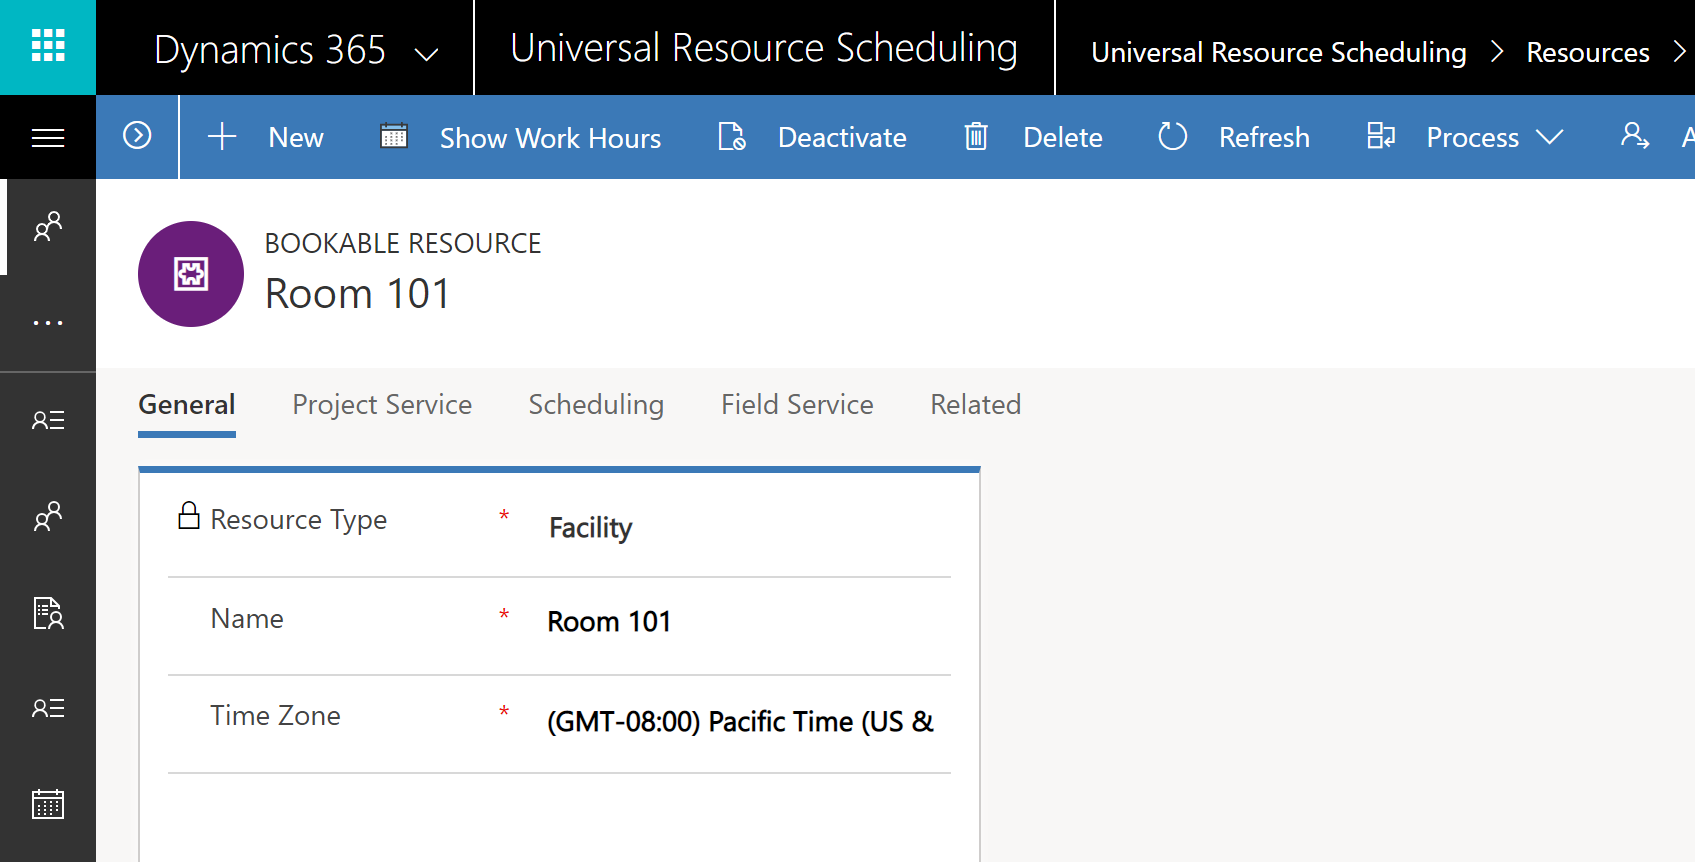 Dynamics 365 Universal Resource Scheduling Universal Resource Scheduling > Resources >
New Show Work Hours Deactivate Delete Refresh Process A
BOOKABLE RESOURCE
Room 101
General Project Service Scheduling Field Service Related
Resource Type * Facility
Name * Room 101
Time Zone * (GMT-08:00) Pacific Time (US &